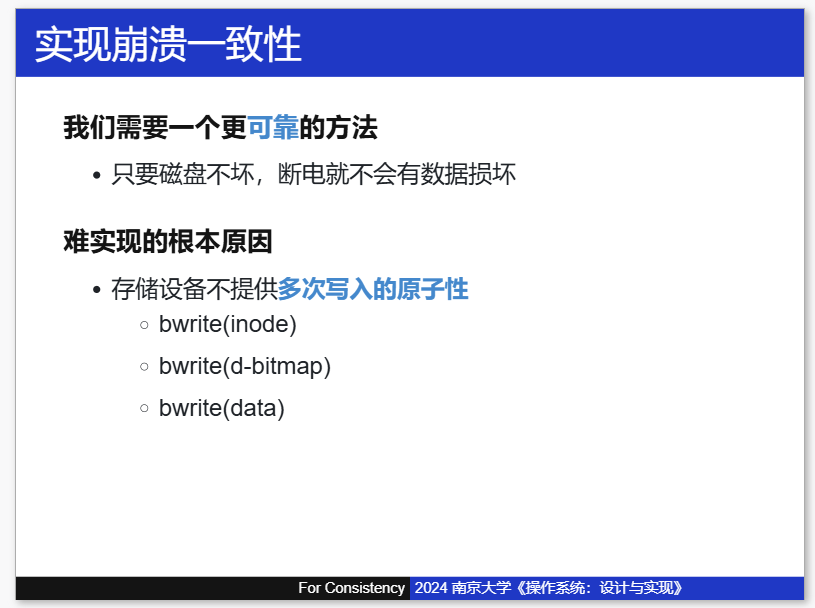 实现崩溃一致性
我们需要一个更可靠的方法
• 只要磁盘不坏，断电就不会有数据损坏
难实现的根本原因
• 存储设备不提供多次写入的原子性
○ bwrite(inode)
○ bwrite(d-bitmap)
○ bwrite(data)
For Consistency 2024 南京大学《操作系统：设计与实现》